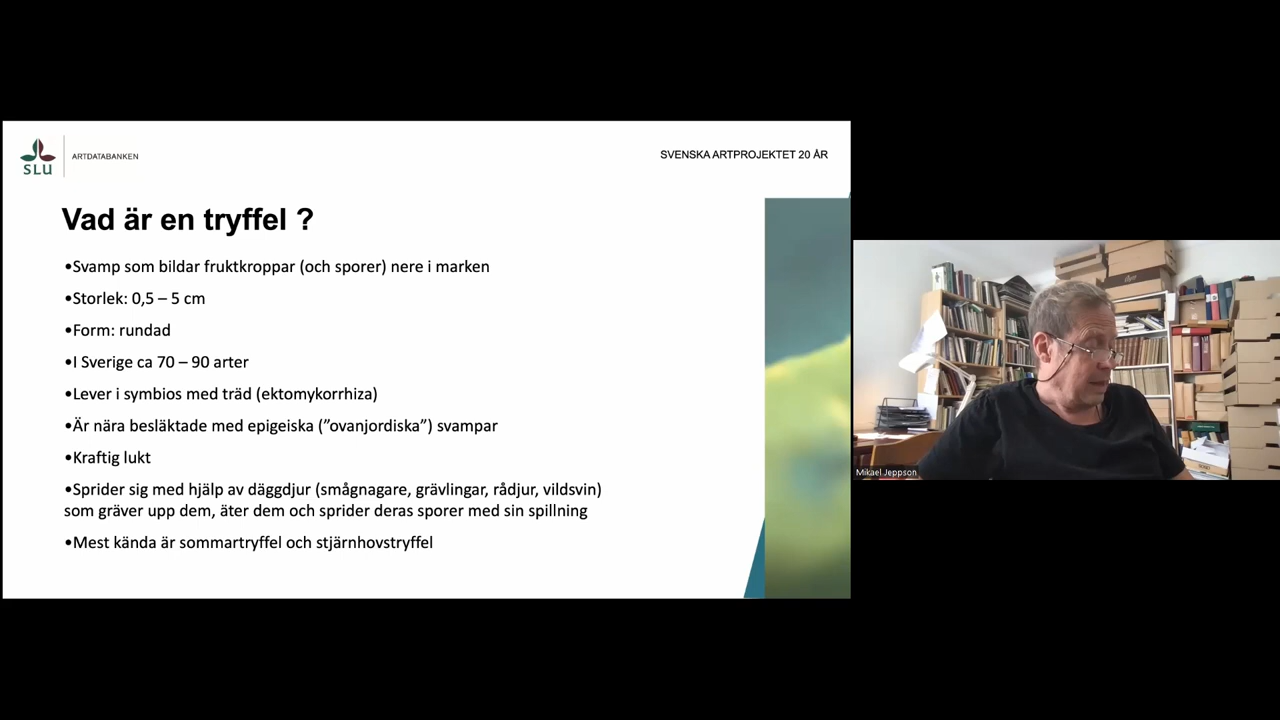 SLU
ARTDATABANKEN
SVENSKA ARTPROJEKTET 20 ÅR
Vad är en tryffel ?
•Svamp som bildar fruktkroppar (och sporer) nere i marken
•Storlek: 0,5 – 5 cm
•Form: rundad
•I Sverige ca 70 – 90 arter
•Lever i symbios med träd (ektomykorrhiza)
•Är nära besläktade med epigeiska (”ovanjordiska”) svampar
•Kraftig lukt
•Sprider sig med hjälp av däggdjur (smågnagare, grävlingar, rådjur, vildsvin)
som gräver upp dem, äter dem och sprider deras sporer med sin spillning
•Mest kända är sommartryffel och stjärnhovstryffel
Mikael Jeppson